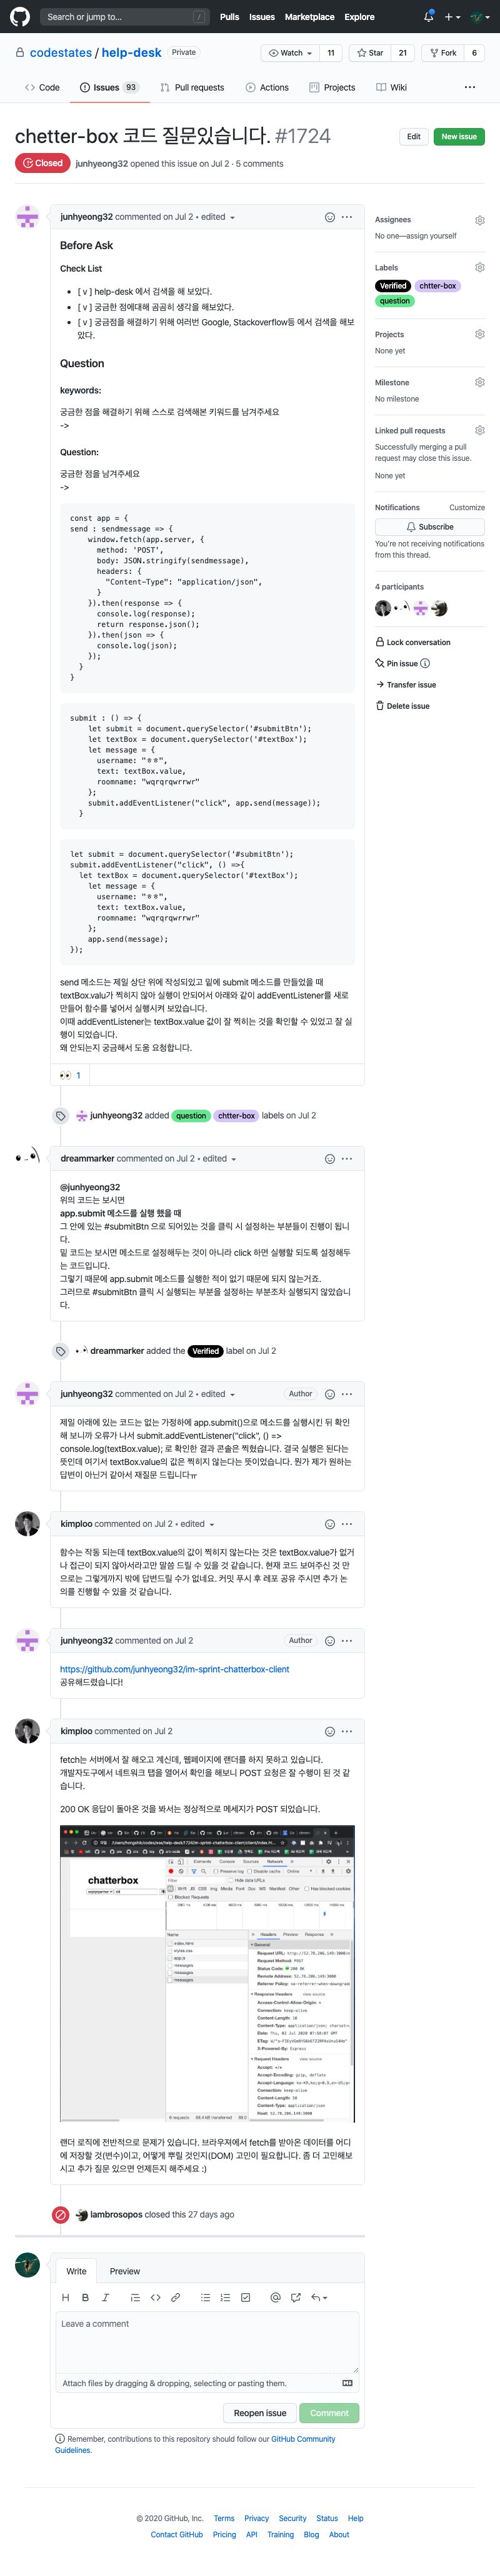 Search or jump to... /
Pulls Issues Marketplace Explore
codestates / help-desk Private
Watch 11 Star 21 Fork 6
Code Issues 93 Pull requests Actions Projects Wiki
chetter-box 코드 질문있습니다. #1724
Edit New issue
Closed junhyeong32 opened this issue on Jul 2 · 5 comments
junhyeong32 commented on Jul 2 • edited
Before Ask
Check List
[ v ] help-desk 에서 검색을 해 보았다.
[ v ] 궁금한 점에대해 곰곰히 생각을 해보았다.
[ v ] 궁금점을 해결하기 위해 여러번 Google, Stackoverflow등 에서 검색을 해보
았다.
Question
keywords:
궁금한 점을 해결하기 위해 스스로 검색해본 키워드를 남겨주세요
->
Question:
궁금한 점을 남겨주세요
->
const app = {
send : sendmessage => {
window.fetch(app.server, {
method: 'POST',
body: JSON.stringify(sendmessage),
headers: {
"Content-Type": "application/json",
}
}).then(response => {
console.log(response);
return response.json();
}).then(json => {
console.log(json);
});
}
}
submit : () => {
let submit = document.querySelector('#submitBtn');
let textBox = document.querySelector('#textBox');
let message = {
username: "ㅎㅎ",
text: textBox.value,
roomname: "wqrqrqwrrwr"
};
submit.addEventListener("click", app.send(message));
}
let submit = document.querySelector('#submitBtn');
submit.addEventListener("click", () =>{
let textBox = document.querySelector('#textBox');
let message = {
username: "ㅎㅎ",
text: textBox.value,
roomname: "wqrqrqwrrwr"
};
app.send(message);
});
send 메소드는 제일 상단 위에 작성되있고 밑에 submit 메소드를 만들었을 때
textBox.valu가 찍히지 않아 실행이 안되어서 아래와 같이 addEventListener를 새로
만들어 함수를 넣어서 실행시켜 보았습니다.
이때 addEventListener는 textBox.value 값이 잘 찍히는 것을 확인할 수 있었고 잘 실
행이 되었습니다.
왜 안되는지 궁금해서 도움 요청합니다.
1
junhyeong32 added question chtter-box labels on Jul 2
dreammarker commented on Jul 2 • edited
@junhyeong32
위의 코드는 보시면
app.submit 메소드를 실행 했을 때
그 안에 있는 #submitBtn 으로 되어있는 것을 클릭 시 설정하는 부분들이 진행이 됩니
다.
밑 코드는 보시면 메소드로 설정해두는 것이 아니라 click 하면 실행할 되도록 설정해두
는 코드입니다.
그렇기 때문에 app.submit 메소드를 실행한 적이 없기 때문에 되지 않는거죠.
그러므로 #submitBtn 클릭 시 실행되는 부분을 설정하는 부분조차 실행되지 않았습니
다.
dreammarker added the Verified label on Jul 2
junhyeong32 commented on Jul 2 • edited Author
제일 아래에 있는 코드는 없는 가정하에 app.submit()으로 메소드를 실행시킨 뒤 확인
해 보니까 오류가 나서 submit.addEventListener("click", () =>
console.log(textBox.value); 로 확인한 결과 콘솔은 찍혔습니다. 결국 실행은 된다는
뜻인데 여기서 textBox.value의 값은 찍히지 않는다는 뜻이었습니다. 뭔가 제가 원하는
답변이 아닌거 같아서 재질문 드립니다ㅠ
kimploo commented on Jul 2 • edited
함수는 작동 되는데 textBox.value의 값이 찍히지 않는다는 것은 textBox.value가 없거
나 접근이 되지 않아서라고만 말씀 드릴 수 있을 것 같습니다. 현재 코드 보여주신 것 만
으로는 그렇게까지 밖에 답변드릴 수가 없네요. 커밋 푸시 후 레포 공유 주시면 추가 논
의를 진행할 수 있을 것 같습니다.
junhyeong32 commented on Jul 2 Author
https://github.com/junhyeong32/im-sprint-chatterbox-client
공유해드렸습니다!
kimploo commented on Jul 2
fetch는 서버에서 잘 해오고 계신데, 웹페이지에 랜더를 하지 못하고 있습니다.
개발자도구에서 네트워크 탭을 열어서 확인을 해보니 POST 요청은 잘 수행이 된 것 같
습니다.
200 OK 응답이 돌아온 것을 봐서는 정상적으로 메세지가 POST 되었습니다.
chatterbox
랜더 로직에 전반적으로 문제가 있습니다. 브라우져에서 fetch를 받아온 데이터를 어디
에 저장할 것(변수)이고, 어떻게 뿌릴 것인지(DOM) 고민이 필요합니다. 좀 더 고민해보
시고 추가 질문 있으면 언제든지 해주세요 :)
lambrosopos closed this 27 days ago
Write Preview
Leave a comment
Attach files by dragging & dropping, selecting or pasting them.
Reopen issue Comment
Remember, contributions to this repository should follow our GitHub Community
Guidelines.
Assignees
No one—assign yourself
Labels
Verified chtter-box
question
Projects
None yet
Milestone
No milestone
Linked pull requests
Successfully merging a pull
request may close this issue.
None yet
Notifications Customize
Subscribe
You're not receiving notifications
from this thread.
4 participants
Lock conversation
Pin issue
Transfer issue
Delete issue
© 2020 GitHub, Inc. Terms Privacy Security Status Help
Contact GitHub Pricing API Training Blog About